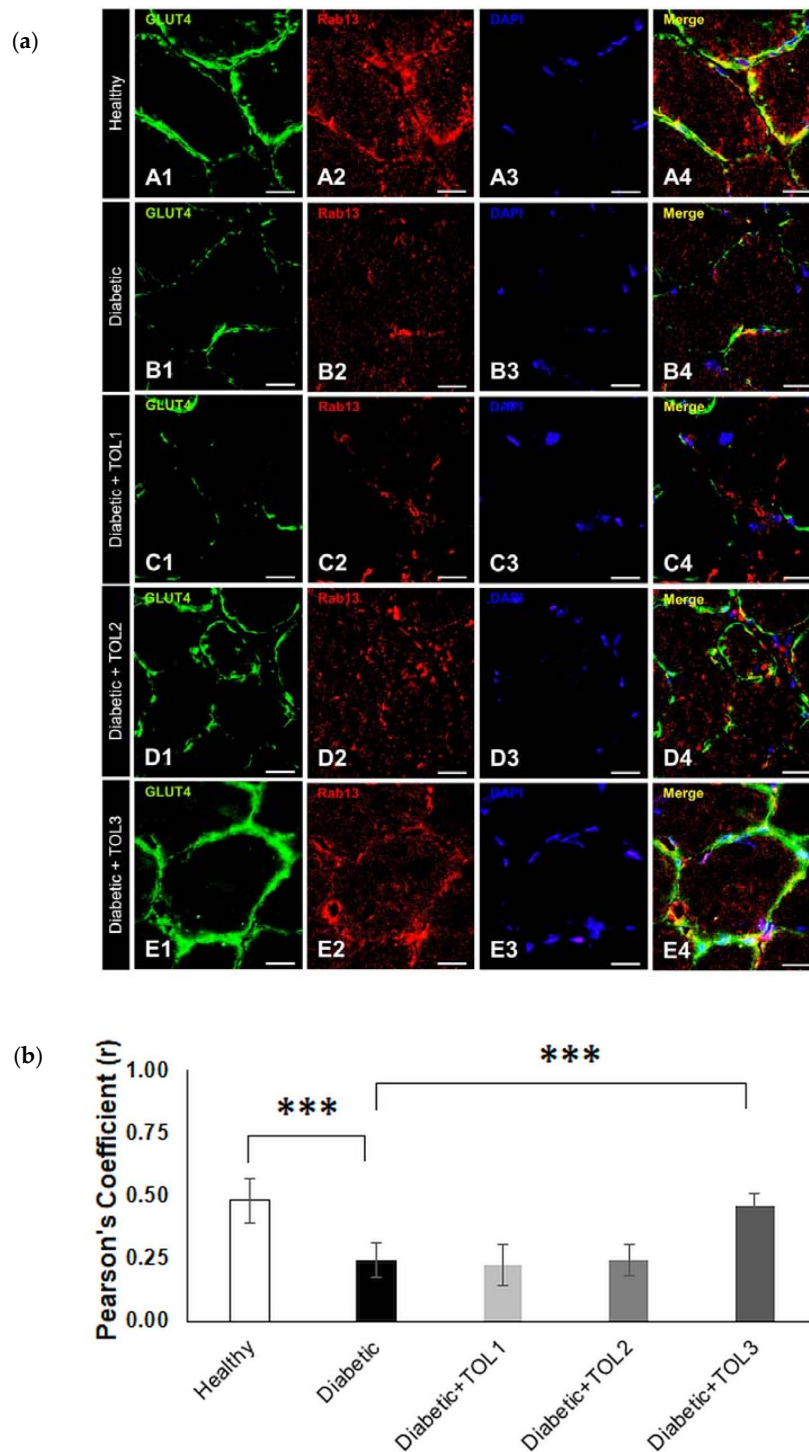 (a)
GLUT4 Rab13 DAPI Merge
Healthy
A1 A2 A3 A4
GLUT4 Rab13 DAPI Merge
Diabetic
B1 B2 B3 B4
GLUT4 Rab13 DAPI Merge
Diabetic + TOL1
C1 C2 C3 C4
GLUT4 Rab13 DAPI Merge
Diabetic + TOL2
D1 D2 D3 D4
GLUT4 Rab13 DAPI Merge
Diabetic + TOL3
E1 E2 E3 E4
(b)
Pearson's Coefficient (r)
1.00
0.75
0.50
0.25
0.00
***
***
Healthy
Diabetic
Diabetic+TOL1
Diabetic+TOL2
Diabetic+TOL3